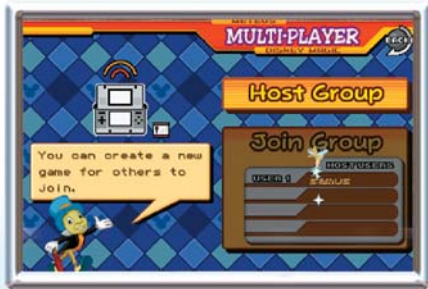 METEOS
MULTI-PLAYER
DISNEY MAGIC
BACK
Host Group
You can create a new
game for others to
join.
Join Group
HOST USERS
USER 1